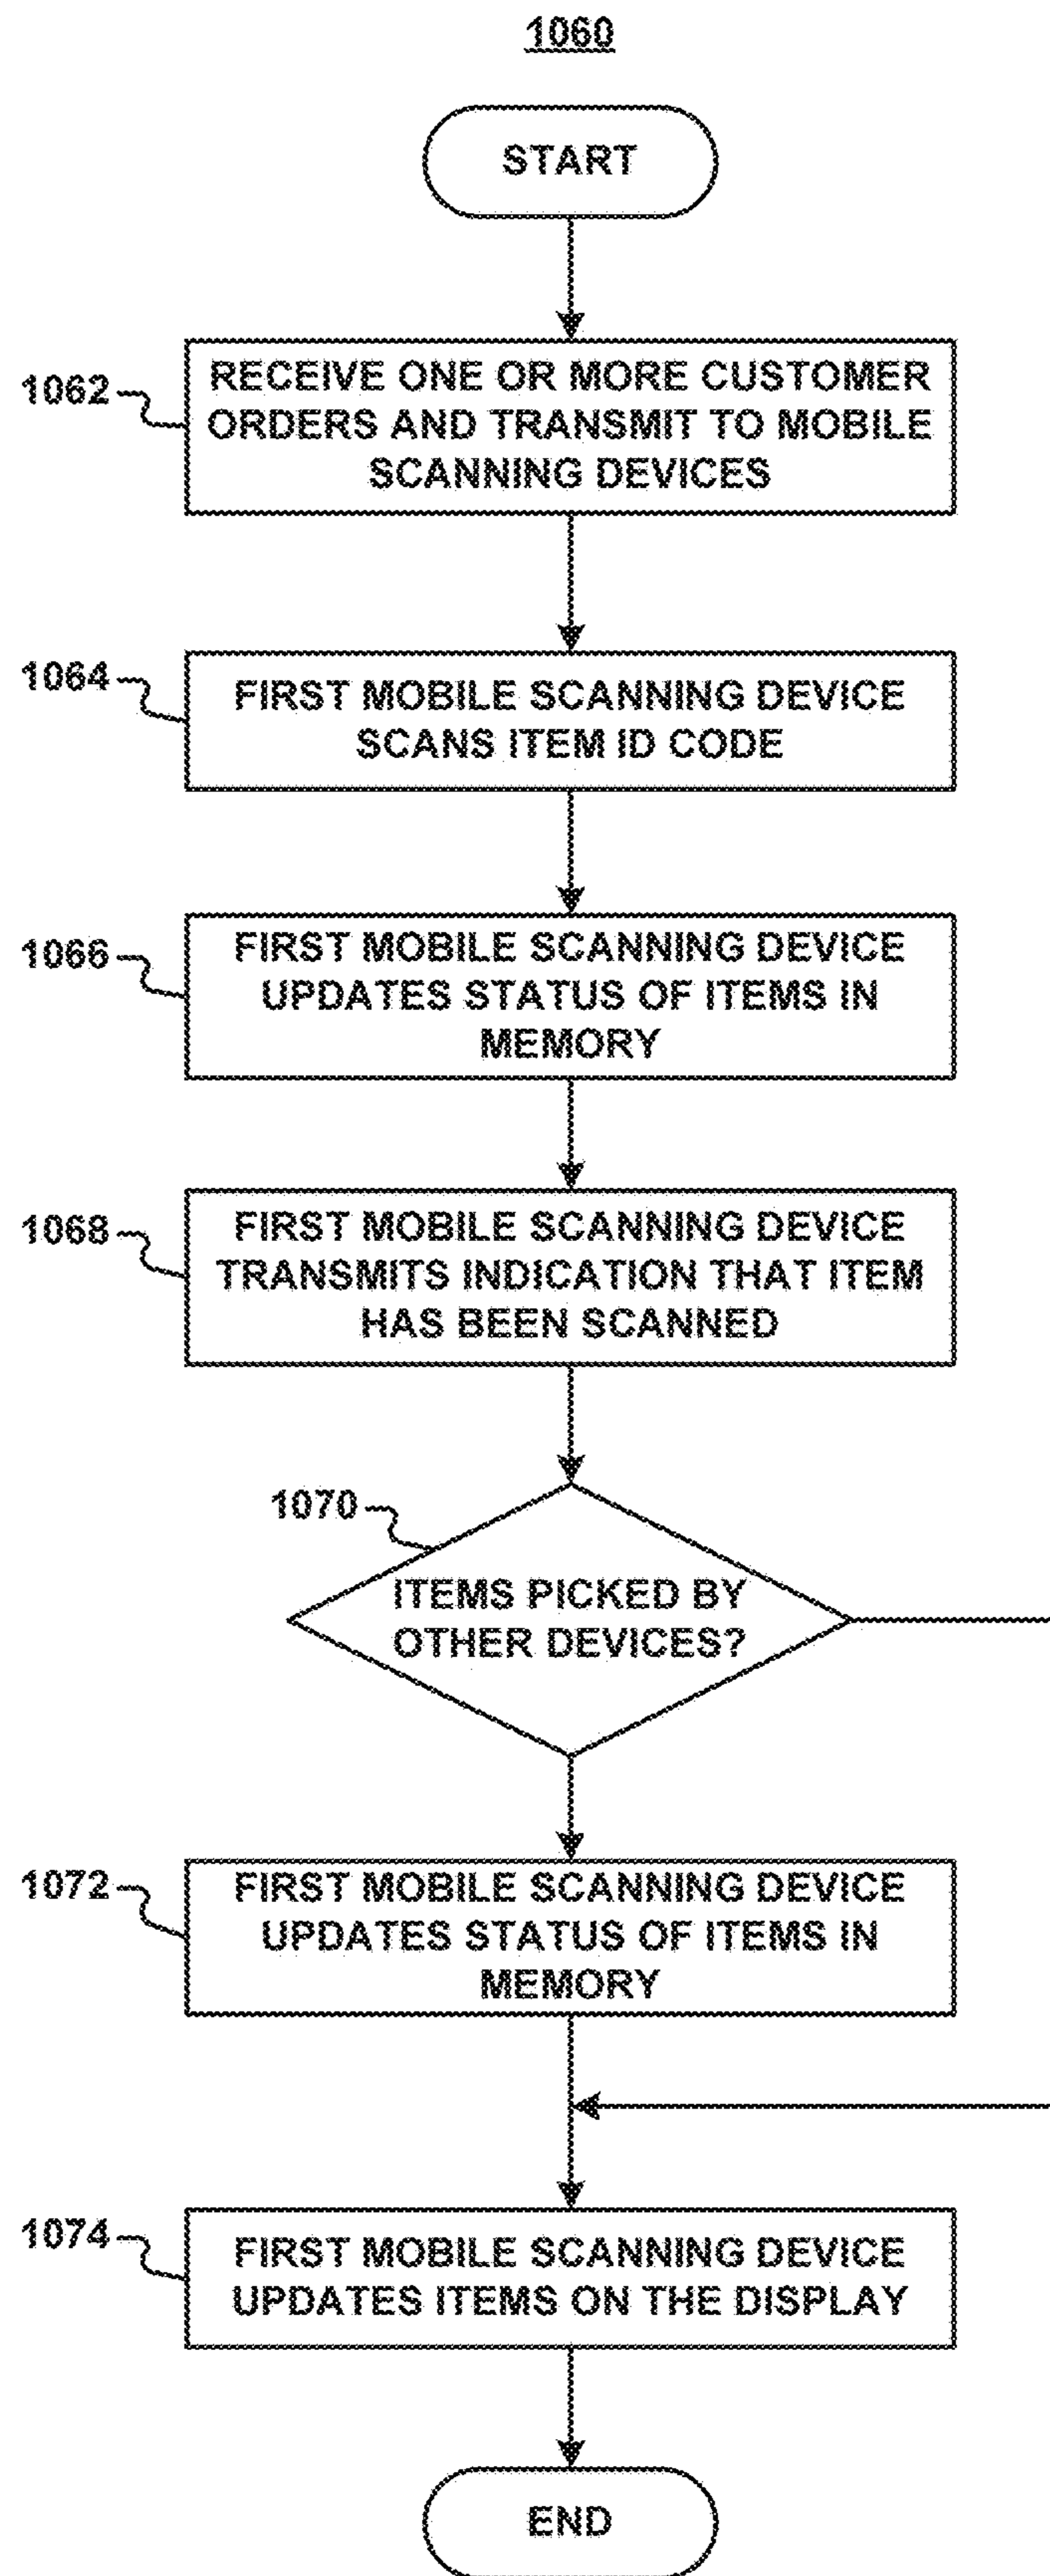 1060
START
1062
RECEIVE ONE OR MORE CUSTOMER
ORDERS AND TRANSMIT TO MOBILE
SCANNING DEVICES
1064
FIRST MOBILE SCANNING DEVICE
SCANS ITEM ID CODE
1066
FIRST MOBILE SCANNING DEVICE
UPDATES STATUS OF ITEMS IN
MEMORY
1068
FIRST MOBILE SCANNING DEVICE
TRANSMITS INDICATION THAT ITEM
HAS BEEN SCANNED
1070
ITEMS PICKED BY
OTHER DEVICES?
1072
FIRST MOBILE SCANNING DEVICE
UPDATES STATUS OF ITEMS IN
MEMORY
1074
FIRST MOBILE SCANNING DEVICE
UPDATES ITEMS ON THE DISPLAY
END